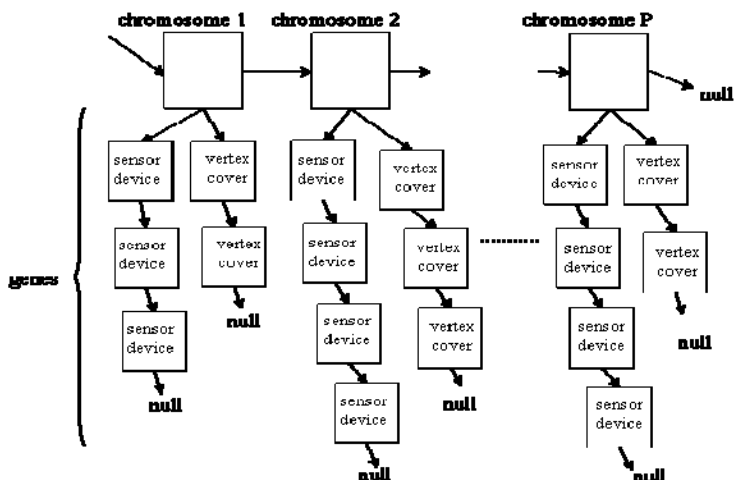 chromosome 1
chromosome 2
chromosome P
null
sensor
device
vertex
cover
sensor
device
vertex
cover
sensor
device
vertex
cover
genes
sensor
device
vertex
cover
sensor
device
vertex
cover
sensor
device
vertex
cover
null
sensor
device
sensor
device
vertex
cover
sensor
device
null
null
sensor
device
null
sensor
device
null
null